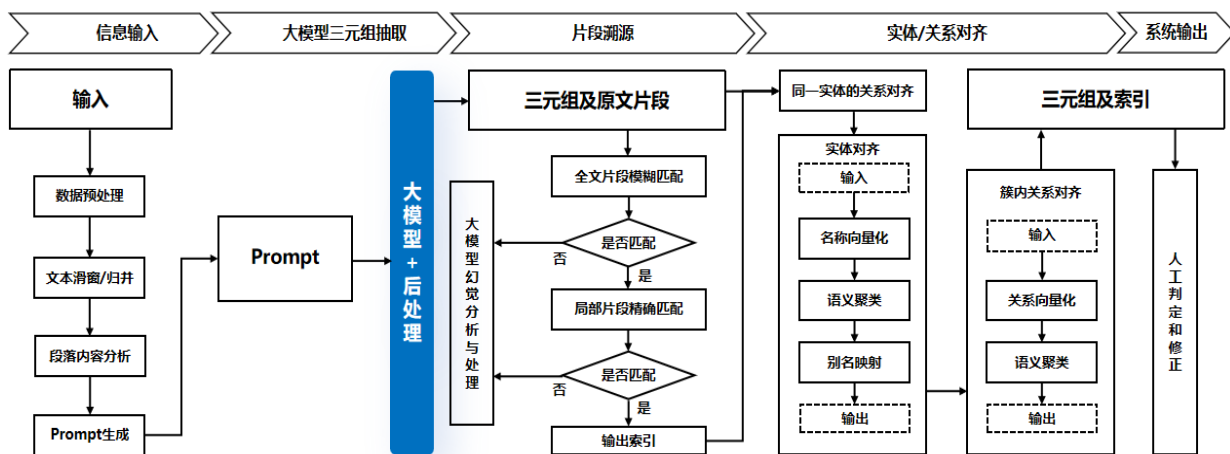 信息输入
大模型三元组抽取
片段溯源
实体/关系对齐
系统输出
输入
数据预处理
文本滑窗/归并
段落内容分析
Prompt生成
Prompt
大模型+后处理
三元组及原文片段
全文片段模糊匹配
是否匹配
否
是
局部片段精确匹配
是否匹配
否
是
输出索引
大模型幻觉分析与处理
同一实体的关系对齐
实体对齐
输入
名称向量化
语义聚类
别名映射
输出
三元组及索引
簇内关系对齐
输入
关系向量化
语义聚类
输出
人工判定和修正